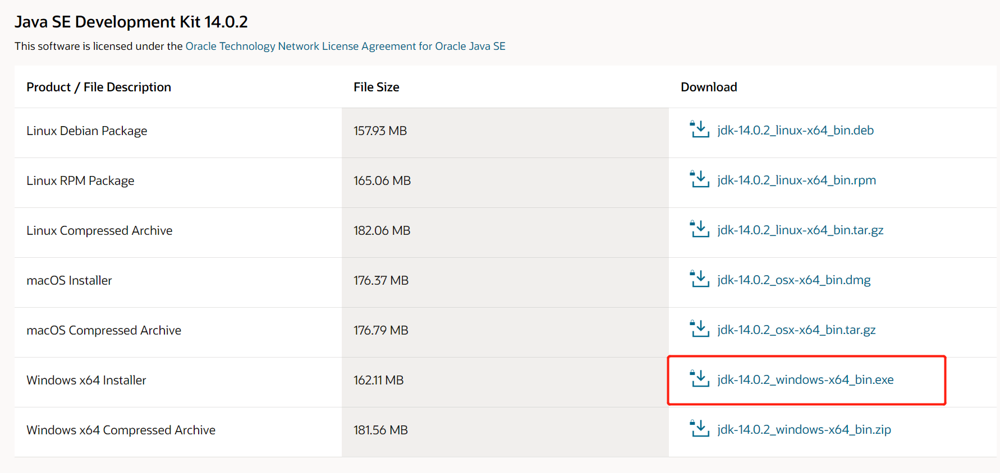 Java SE Development Kit 14.0.2
This software is licensed under the Oracle Technology Network License Agreement for Oracle Java SE
Product / File Description File Size Download
Linux Debian Package 157.93 MB jdk-14.0.2_linux-x64_bin.deb
Linux RPM Package 165.06 MB jdk-14.0.2_linux-x64_bin.rpm
Linux Compressed Archive 182.06 MB jdk-14.0.2_linux-x64_bin.tar.gz
macOS Installer 176.37 MB jdk-14.0.2_osx-x64_bin.dmg
macOS Compressed Archive 176.79 MB jdk-14.0.2_osx-x64_bin.tar.gz
Windows x64 Installer 162.11 MB jdk-14.0.2_windows-x64_bin.exe
Windows x64 Compressed Archive 181.56 MB jdk-14.0.2_windows-x64_bin.zip